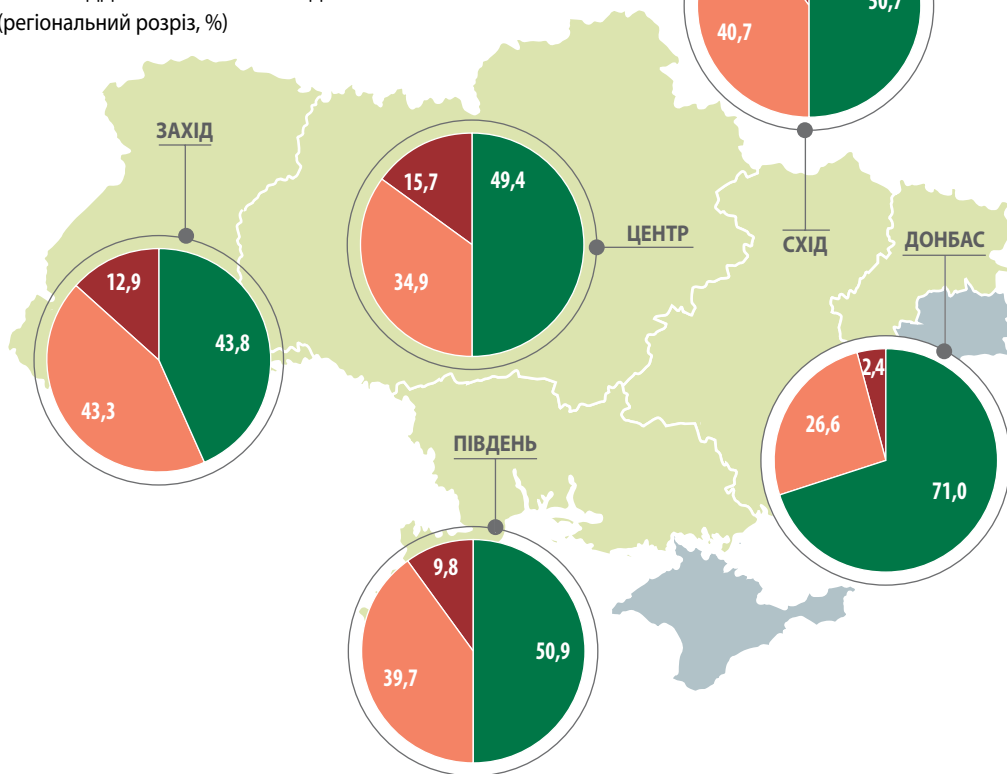 (регіональний розріз, %)
50,7
40,7
ЗАХІД
15,7
49,4
ЦЕНТР
СХІД
ДОНБАС
34,9
12,9
43,8
43,3
2,4
26,6
71,0
ПІВДЕНЬ
9,8
50,9
39,7